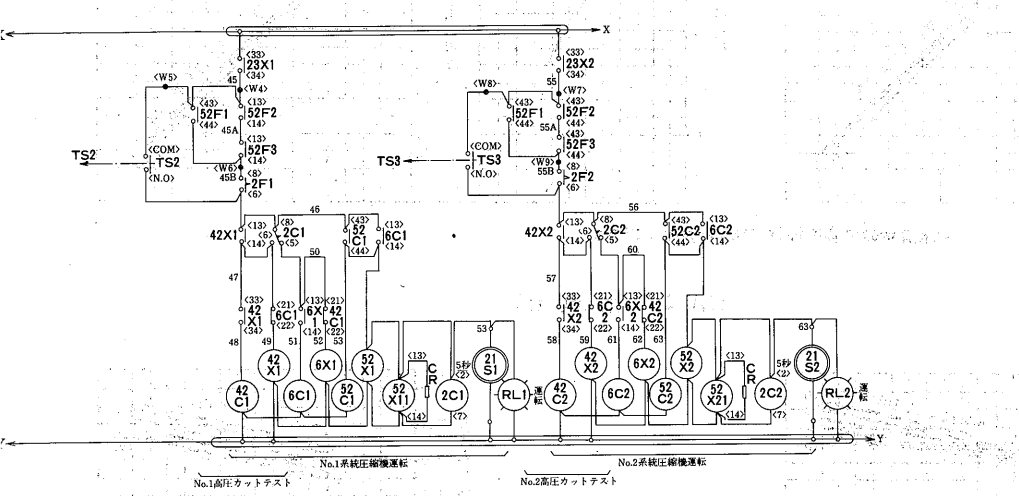 X
X
<33>
23X1
<34>
45
<W5>
<W4>
<43>
52F1
<44>
<13>
52F2
<14>
45A
<13>
52F3
<14>
<COM>
TS2
TS2
<N.O>
<W6>
45B
<8>
2F1
<6>
46
42X1
<13>
<14>
<8>
2C1
<6>
<5>
<43>
52
C1
<44>
<13>
6C1
<14>
50
47
<33>
42
X1
<34>
<21>
6C1
<22>
<13>
6X
1
<14>
<21>
42
C1
<22>
48
49
51
52
53
42
C1
42
X1
6C1
6X1
52
C1
52
X1
52
X11
<13>
<14>
C
R
5秒
<2>
2C1
<7>
53
21
S1
RL1
運転
No.1系統圧縮機運転
No.1高圧カットテスト
<33>
23X2
<34>
55
<W8>
<W7>
<43>
52F1
<44>
<43>
52F2
<44>
55A
<43>
52F3
<44>
<COM>
TS3
TS3
<N.O>
<W9>
55B
<8>
2F2
<6>
56
42X2
<13>
<14>
<8>
2C2
<6>
<5>
<43>
52C2
<44>
<13>
6C2
<14>
60
57
<33>
42
X2
<34>
<21>
6C
2
<22>
<13>
6X
2
<14>
<21>
42
C2
<22>
58
59
61
62
63
42
C2
42
X2
6C2
6X2
52
C2
52
X2
52
X21
<13>
<14>
C
R
5秒
<2>
2C2
<7>
63
21
S2
RL2
運転
Y
Y
No.2系統圧縮機運転
No.2高圧カットテスト